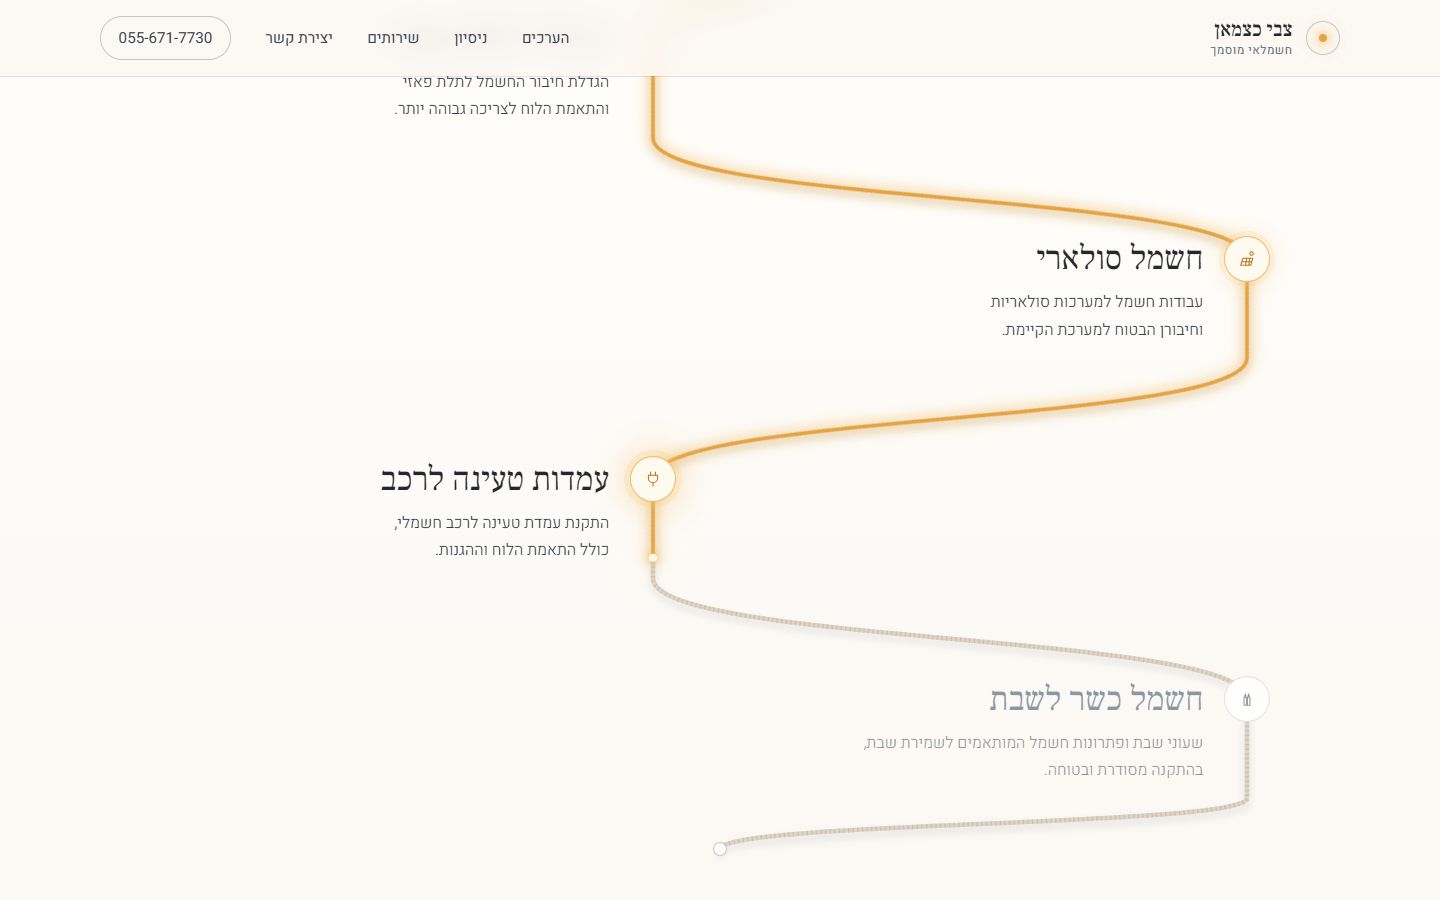 צבי כצמאן
חשמלאי מוסמך
הערכים
ניסיון
שירותים
יצירת קשר
055-671-7730
הגדלת חיבור החשמל לתלת פאזי
והתאמת הלוח לצריכה גבוהה יותר.
חשמל סולארי
עבודות חשמל למערכות סולאריות
וחיבורן הבטוח למערכת הקיימת.
עמדות טעינה לרכב
התקנת עמדת טעינה לרכב חשמלי,
כולל התאמת הלוח וההגנות.
חשמל כשר לשבת
שעוני שבת ופתרונות חשמל המותאמים לשמירת שבת,
בהתקנה מסודרת ובטוחה.